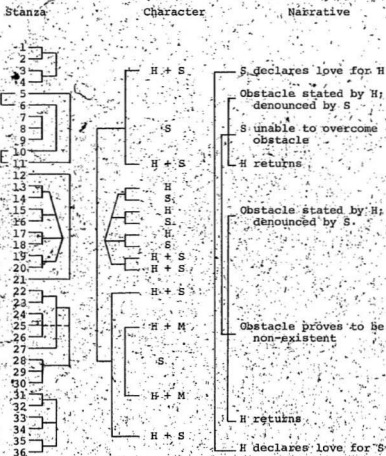 Stanza
1
2
3
4
5
6
7
8
9
10
11
12
13
14
15
16
17
18
19
20
21
22
23
24
25
26
27
28
29
30
31
32
33
34
35
36
Character
H + S
S
H + S
H
S
H
S
H
S
H + S
H + S
H + S
H + M
S
H + M
H + S
Narrative
S declares love for H
Obstacle stated by H;
denounced by S
S unable to overcome
obstacle
H returns
Obstacle stated by H;
denounced by S.
Obstacle proves to be
non-existent
H returns
H declares love for S